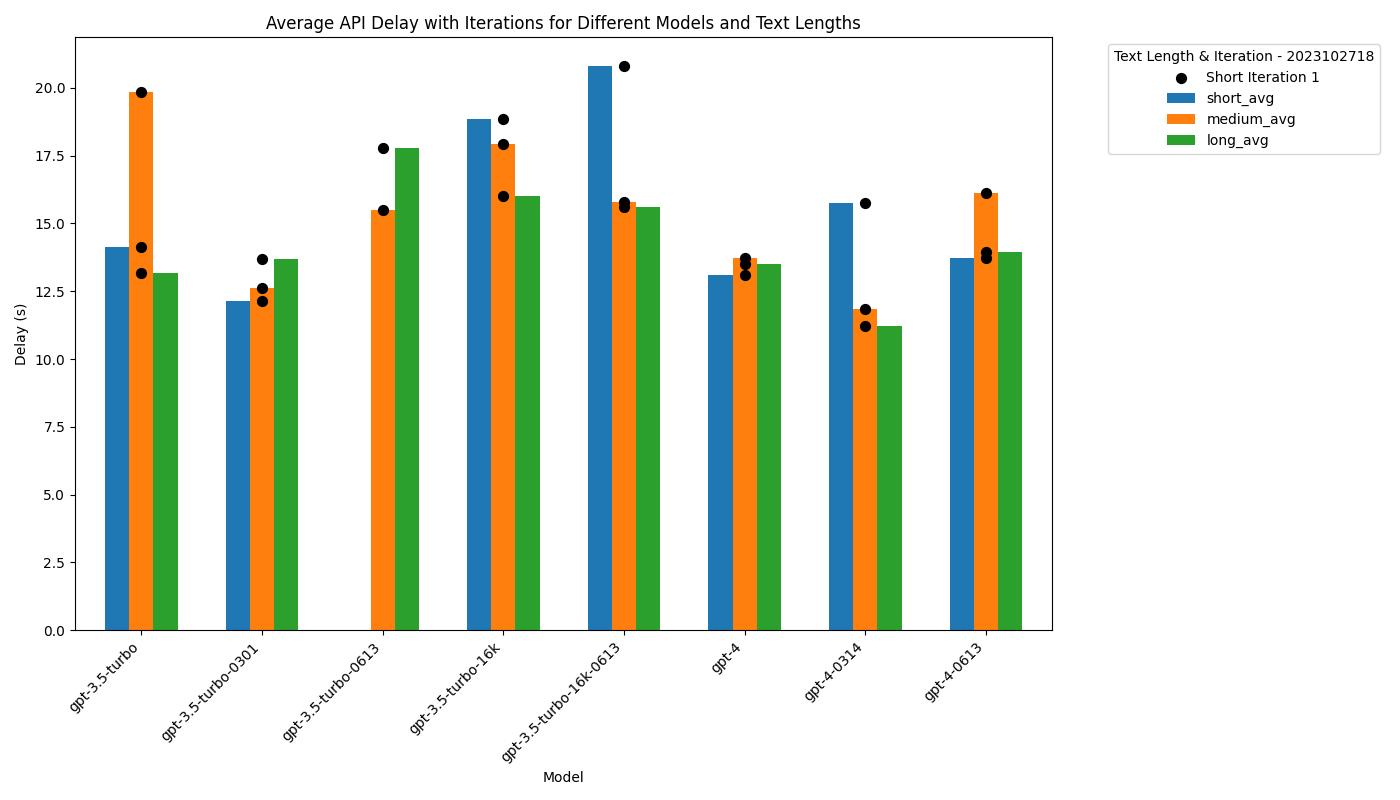 Average API Delay with Iterations for Different Models and Text Lengths
Text Length & Iteration - 2023102718
Short Iteration 1
short_avg
medium_avg
long_avg
Delay (s)
20.0
17.5
15.0
12.5
10.0
7.5
5.0
2.5
0.0
gpt-3.5-turbo
gpt-3.5-turbo-0301
gpt-3.5-turbo-0613
gpt-3.5-turbo-16k
gpt-3.5-turbo-16k-0613
gpt-4
gpt-4-0314
gpt-4-0613
Model